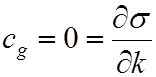 c_g = 0 = ∂σ/∂k